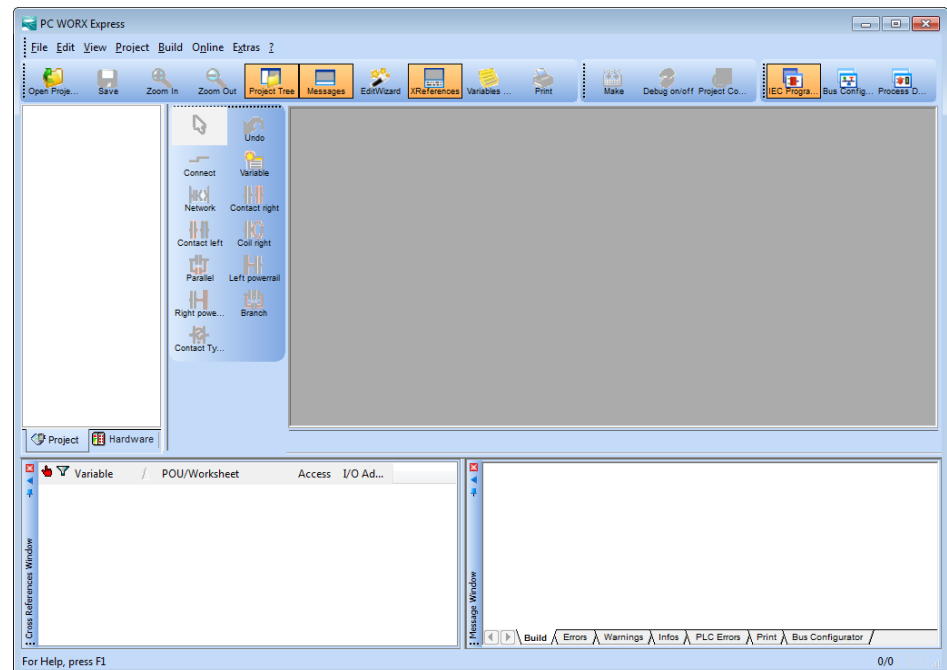 PC WORX Express
File Edit View Project Build Online Extras ?
Open Proje... Save Zoom In Zoom Out Project Tree Messages EditWizard XReferences Variables ... Print Make Debug on/off Project Co... IEC Progra... Bus Config... Process D...
Undo
Connect Variable
Network Contact right
Contact left Coil right
Parallel Left powerrail
Right powe... Branch
Contact Ty...
Project Hardware
Variable / POU/Worksheet Access I/O Ad...
Cross References Window
Message Window
Build Errors Warnings Infos PLC Errors Print Bus Configurator
For Help, press F1 0/0